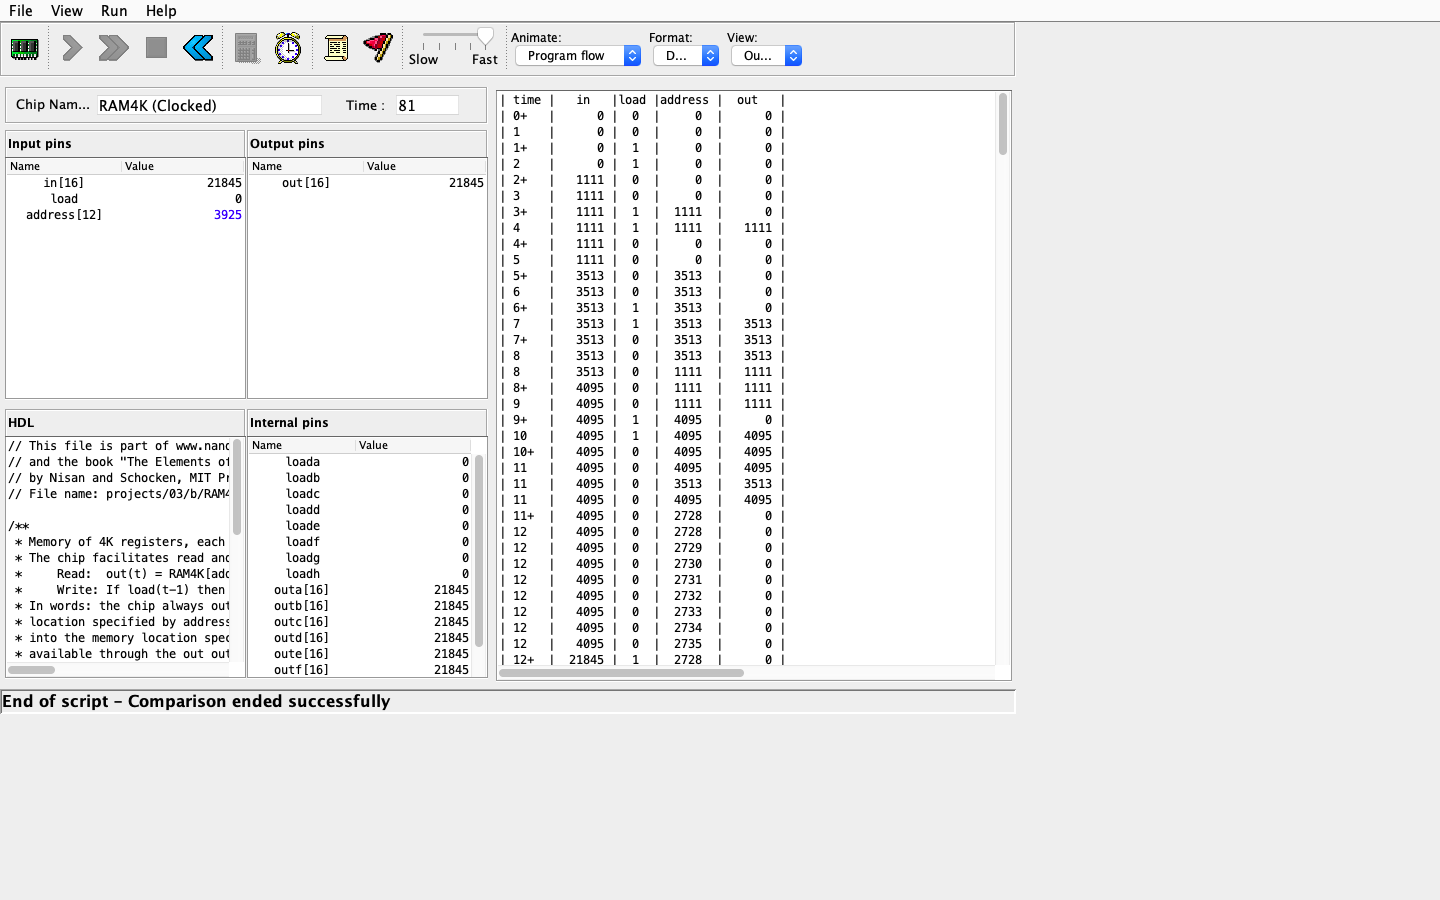 File View Run Help
Slow Fast
Animate:
Program flow
Format:
D...
View:
Ou...
Chip Nam... RAM4K (Clocked) Time : 81
Input pins
Name Value
in[16] 21845
load 0
address[12] 3925
Output pins
Name Value
out[16] 21845
HDL
// This file is part of www.nand
// and the book "The Elements of
// by Nisan and Schocken, MIT Pr
// File name: projects/03/b/RAM4
/**
* Memory of 4K registers, each
* The chip facilitates read and
* Read: out(t) = RAM4K[add
* Write: If load(t-1) then
* In words: the chip always out
* location specified by address
* into the memory location spec
* available through the out out
Internal pins
Name Value
loada 0
loadb 0
loadc 0
loadd 0
loade 0
loadf 0
loadg 0
loadh 0
outa[16] 21845
outb[16] 21845
outc[16] 21845
outd[16] 21845
oute[16] 21845
outf[16] 21845
| time | in |load |address | out |
| 0+ | 0 | 0 | 0 | 0 |
| 1 | 0 | 0 | 0 | 0 |
| 1+ | 0 | 1 | 0 | 0 |
| 2 | 0 | 1 | 0 | 0 |
| 2+ | 1111 | 0 | 0 | 0 |
| 3 | 1111 | 0 | 0 | 0 |
| 3+ | 1111 | 1 | 1111 | 0 |
| 4 | 1111 | 1 | 1111 | 1111 |
| 4+ | 1111 | 0 | 0 | 0 |
| 5 | 1111 | 0 | 0 | 0 |
| 5+ | 3513 | 0 | 3513 | 0 |
| 6 | 3513 | 0 | 3513 | 0 |
| 6+ | 3513 | 1 | 3513 | 0 |
| 7 | 3513 | 1 | 3513 | 3513 |
| 7+ | 3513 | 0 | 3513 | 3513 |
| 8 | 3513 | 0 | 3513 | 3513 |
| 8 | 3513 | 0 | 1111 | 1111 |
| 8+ | 4095 | 0 | 1111 | 1111 |
| 9 | 4095 | 0 | 1111 | 1111 |
| 9+ | 4095 | 1 | 4095 | 0 |
| 10 | 4095 | 1 | 4095 | 4095 |
| 10+ | 4095 | 0 | 4095 | 4095 |
| 11 | 4095 | 0 | 4095 | 4095 |
| 11 | 4095 | 0 | 3513 | 3513 |
| 11 | 4095 | 0 | 4095 | 4095 |
| 11+ | 4095 | 0 | 2728 | 0 |
| 12 | 4095 | 0 | 2728 | 0 |
| 12 | 4095 | 0 | 2729 | 0 |
| 12 | 4095 | 0 | 2730 | 0 |
| 12 | 4095 | 0 | 2731 | 0 |
| 12 | 4095 | 0 | 2732 | 0 |
| 12 | 4095 | 0 | 2733 | 0 |
| 12 | 4095 | 0 | 2734 | 0 |
| 12 | 4095 | 0 | 2735 | 0 |
| 12+ | 21845 | 1 | 2728 | 0 |
End of script - Comparison ended successfully